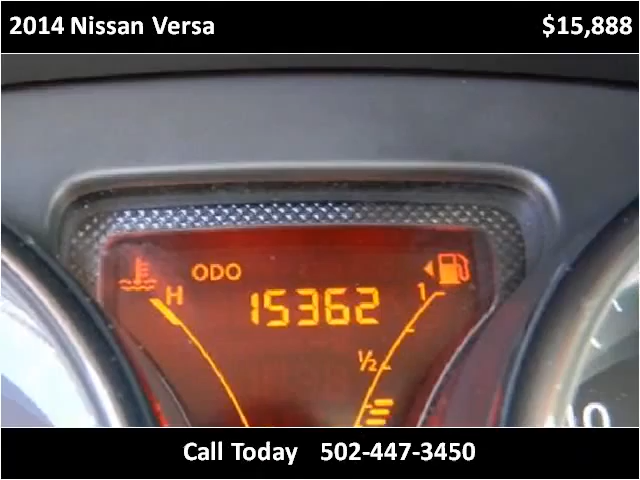 2014 Nissan Versa $15,888
ODO
H 15362 1
1/2
Call Today 502-447-3450